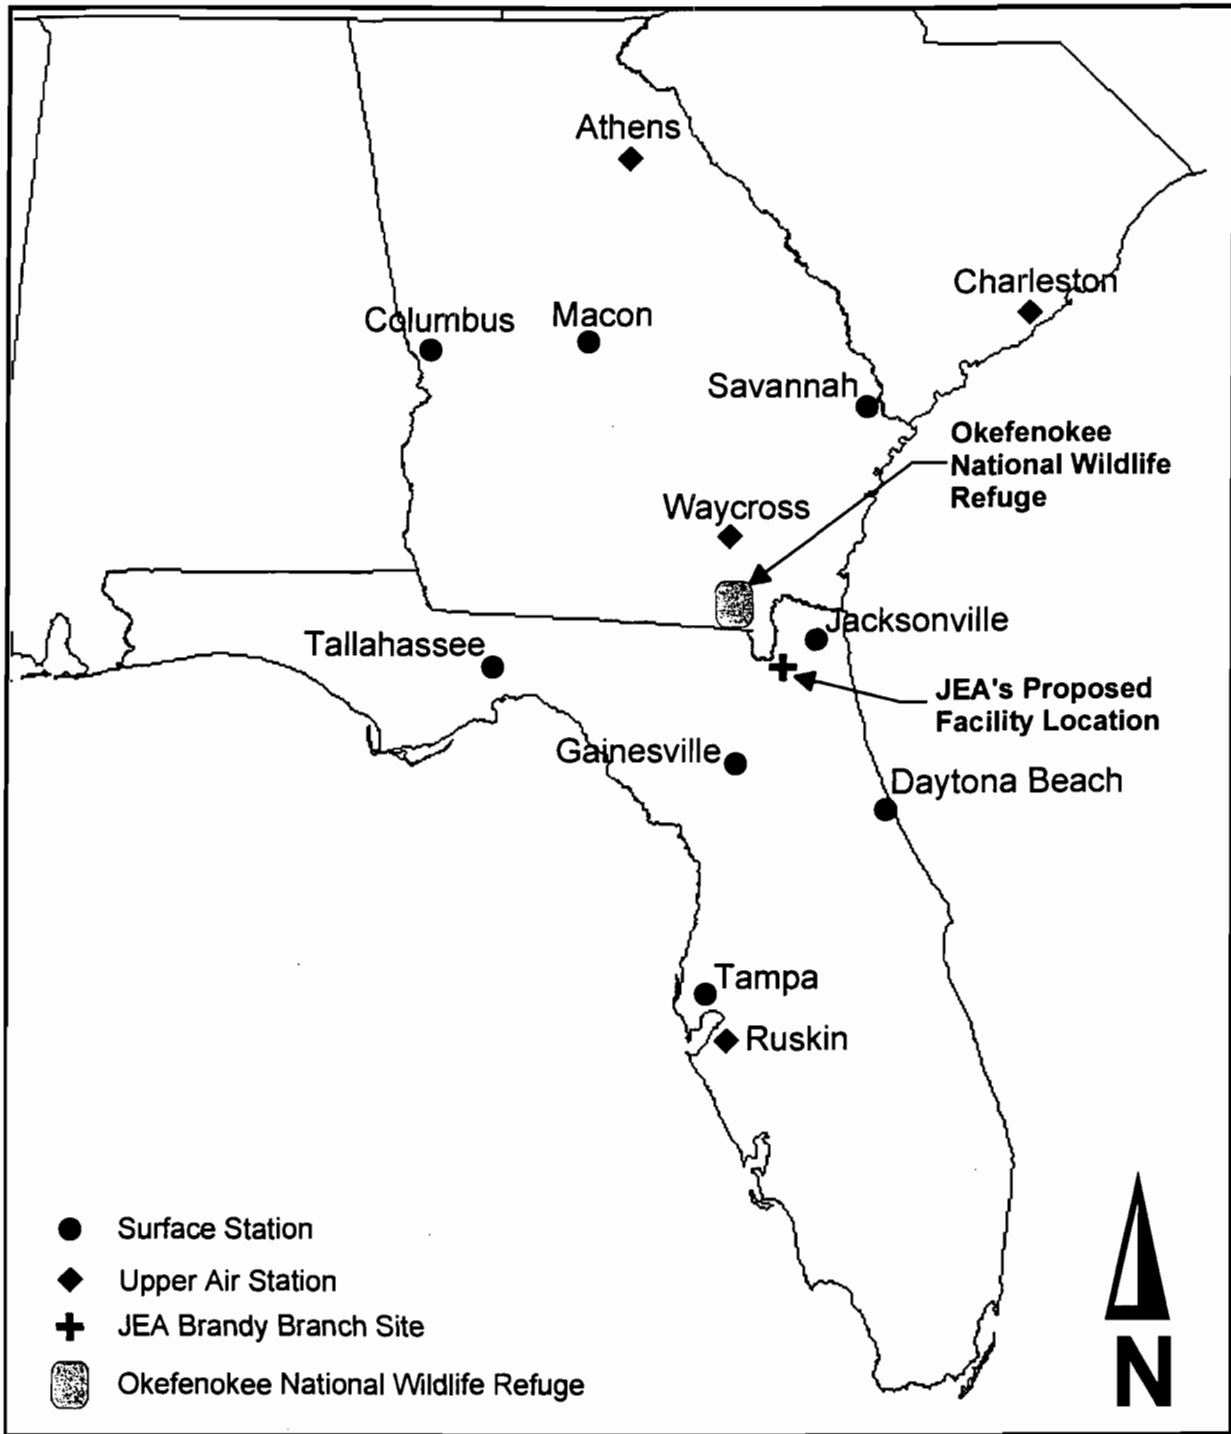 Athens
Charleston
Columbus
Macon
Savannah
Okefenokee
National Wildlife
Refuge
Waycross
Jacksonville
Tallahassee
JEA's Proposed
Facility Location
Gainesville
Daytona Beach
Tampa
Ruskin
Surface Station
Upper Air Station
JEA Brandy Branch Site
Okefenokee National Wildlife Refuge
N